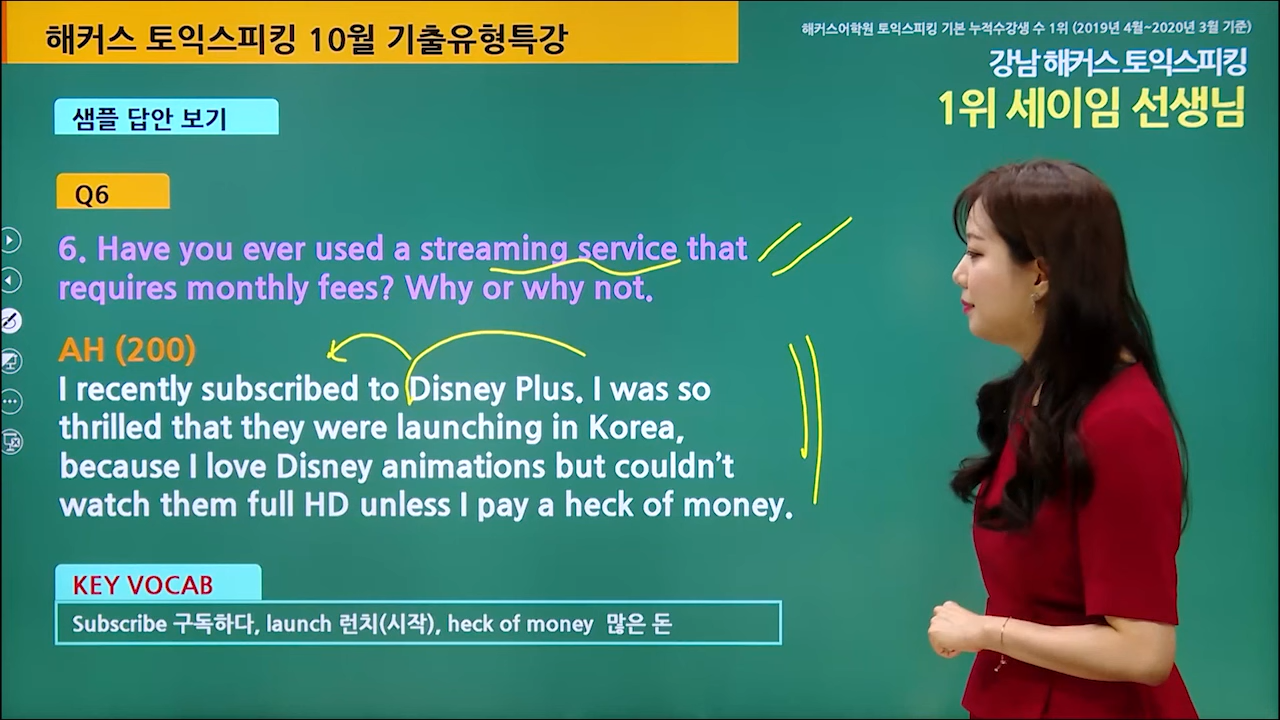 해커스 토익스피킹 10월 기출유형특강
해커스어학원 토익스피킹 기본 누적수강생 수 1위 (2019년 4월~2020년 3월 기준)
강남 해커스 토익스피킹
1위 세이임 선생님
샘플 답안 보기
Q6
6. Have you ever used a streaming service that
requires monthly fees? Why or why not.
AH (200)
I recently subscribed to Disney Plus. I was so
thrilled that they were launching in Korea,
because I love Disney animations but couldn't
watch them full HD unless I pay a heck of money.
KEY VOCAB
Subscribe 구독하다, launch 런치(시작), heck of money 많은 돈